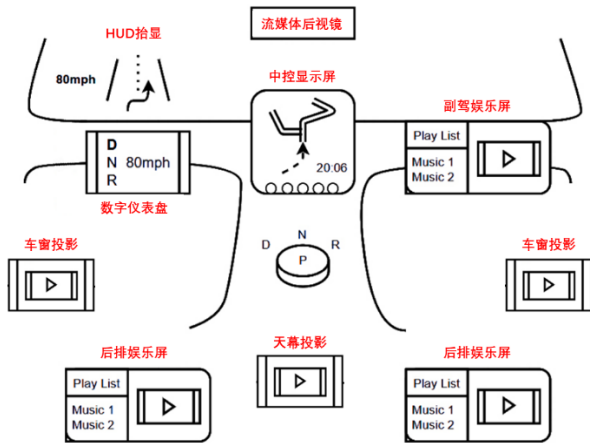 流媒体后视镜
HUD抬显
80mph
中控显示屏
20:06
副驾娱乐屏
Play List
Music 1
Music 2
D
N 80mph
R
数字仪表盘
车窗投影
N
D R
P
车窗投影
后排娱乐屏
Play List
Music 1
Music 2
天幕投影
后排娱乐屏
Play List
Music 1
Music 2